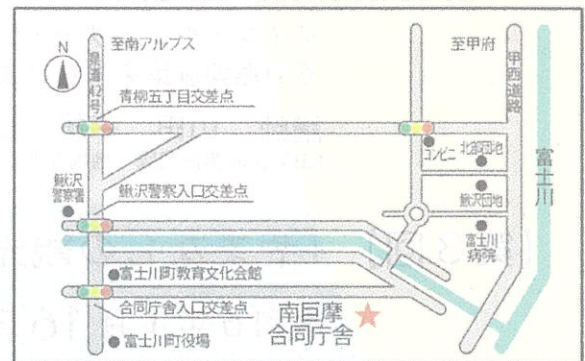 N
至南アルプス
至甲府
県道42号
甲西道路
青柳五丁目交差点
コンビニ
北部団地
鰍沢
警察署
鰍沢警察入口交差点
鰍沢団地
富士川
富士川
病院
富士川町教育文化会館
合同庁舎入口交差点
南巨摩
合同庁舎
富士川町役場